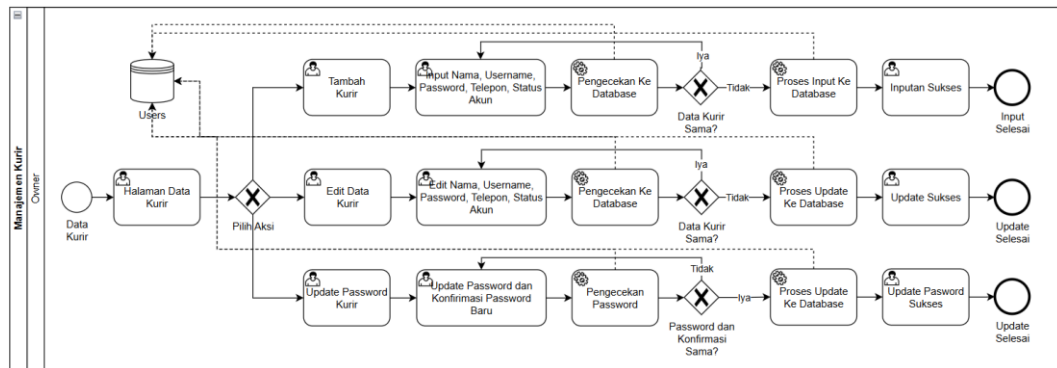 Manajemen Kurir
Owner
Data
Kurir
Halaman Data
Kurir
Pilih Aksi
Users
Tambah
Kurir
Input Nama, Username,
Password, Telepon, Status
Akun
Pengecekan Ke
Database
Iya
Data Kurir
Sama?
Tidak
Proses Input Ke
Database
Inputan Sukses
Input
Selesai
Edit Data
Kurir
Edit Nama, Username,
Password, Telepon, Status
Akun
Pengecekan Ke
Database
Iya
Data Kurir
Sama?
Tidak
Proses Update
Ke Database
Update Sukses
Update
Selesai
Update Password
Kurir
Update Password dan
Konfirmasi Password
Baru
Pengecekan
Password
Tidak
Password dan
Konfirmasi
Sama?
Iya
Proses Update
Ke Database
Update Pasword
Sukses
Update
Selesai